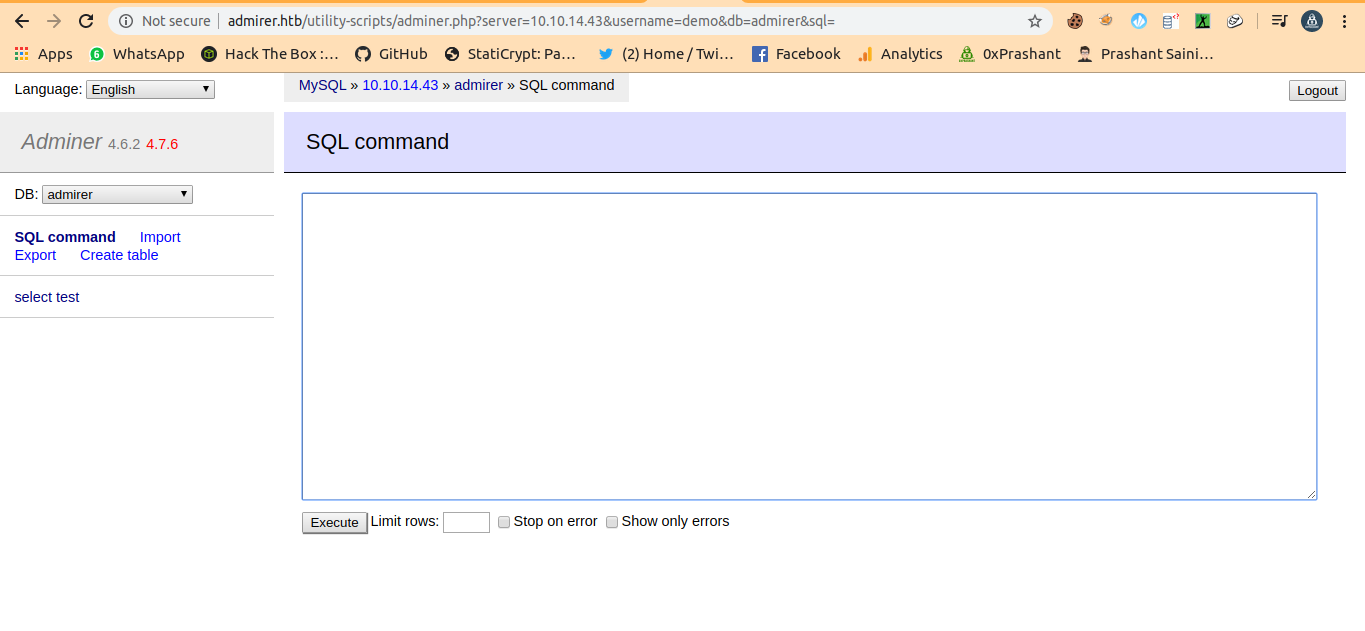 Not secure admirer.htb/utility-scripts/adminer.php?server=10.10.14.43&username=demo&db=admirer&sql=
Apps 6 WhatsApp Hack The Box :… GitHub StatiCrypt: Pa… (2) Home / Twi… Facebook Analytics 0xPrashant Prashant Saini…
Language: English MySQL » 10.10.14.43 » admirer » SQL command Logout
Adminer 4.6.2 4.7.6 SQL command
DB: admirer
SQL command Import
Export Create table
select test
Execute Limit rows: Stop on error Show only errors